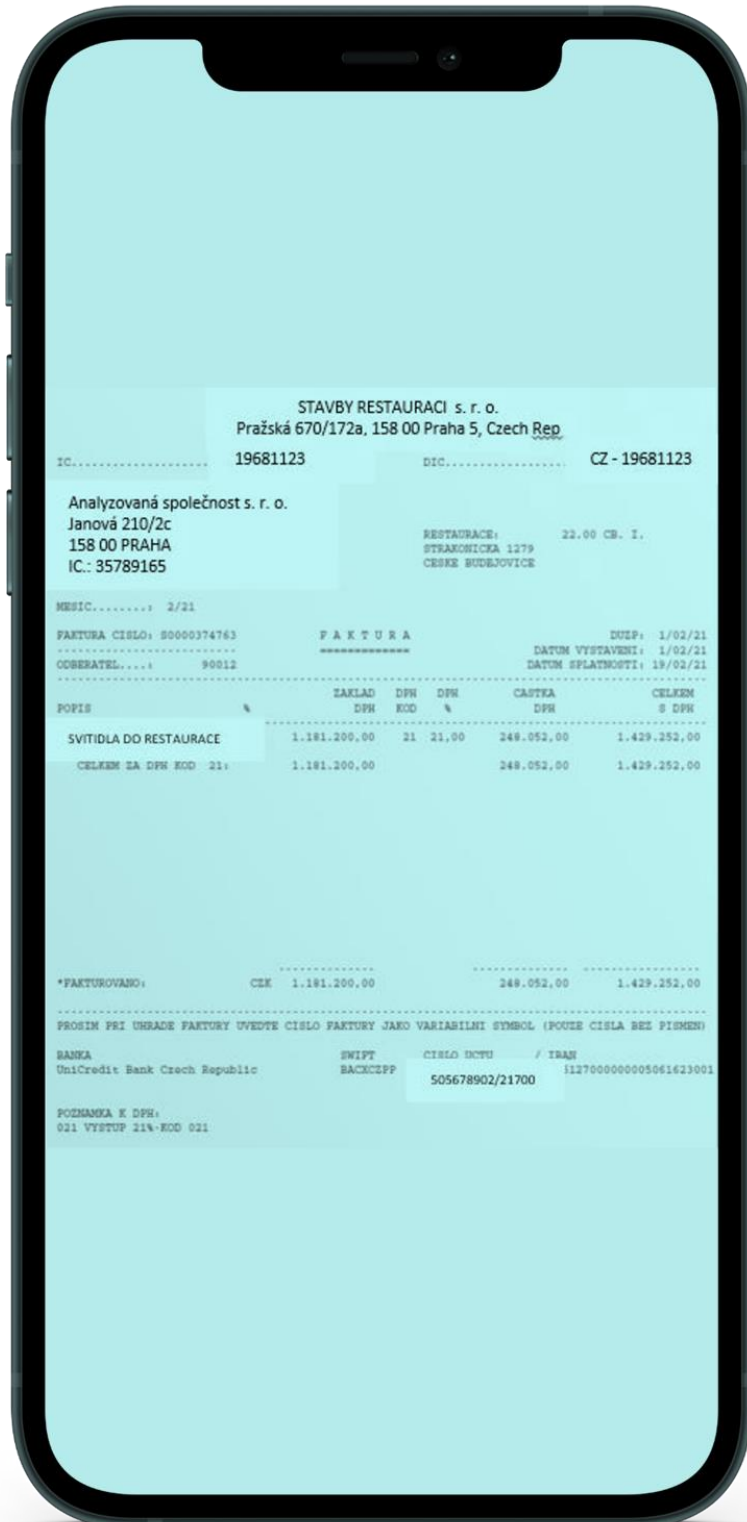 STAVBY RESTAURACI s. r. o.
Pražská 670/172a, 158 00 Praha 5, Czech Rep
IC................... 19681123 DIC................. CZ - 19681123
Analyzovaná společnost s. r. o.
Janová 210/2c
158 00 PRAHA
IC.: 35789165
RESTAURACE: 22.00 CB. I.
STRAKONICKA 1279
CESKE BUDEJOVICE
MESIC........: 2/21
FAKTURA CISLO: S0000374763 F A K T U R A DUZP: 1/02/21
DATUM VYSTAVENI: 1/02/21
ODBERATEL....: 90012 DATUM SPLATNOSTI: 19/02/21
ZAKLAD DPH DPH CASTKA CELKEM
POPIS % DPH KOD % DPH S DPH
SVITIDLA DO RESTAURACE 1.181.200,00 21 21,00 248.052,00 1.429.252,00
CELKEM ZA DPH KOD 21: 1.181.200,00 248.052,00 1.429.252,00
*FAKTUROVANO: CZK 1.181.200,00 248.052,00 1.429.252,00
PROSIM PRI UHRADE FAKTURY UVEDTE CISLO FAKTURY JAKO VARIABILNI SYMBOL (POUZE CISLA BEZ PISMEN)
BANKA SWIFT CISLO UCTU / IBAN
UniCredit Bank Czech Republic BACXCZPP 505678902/21700
POZNAMKA K DPH:
021 VYSTUP 21%-KOD 021